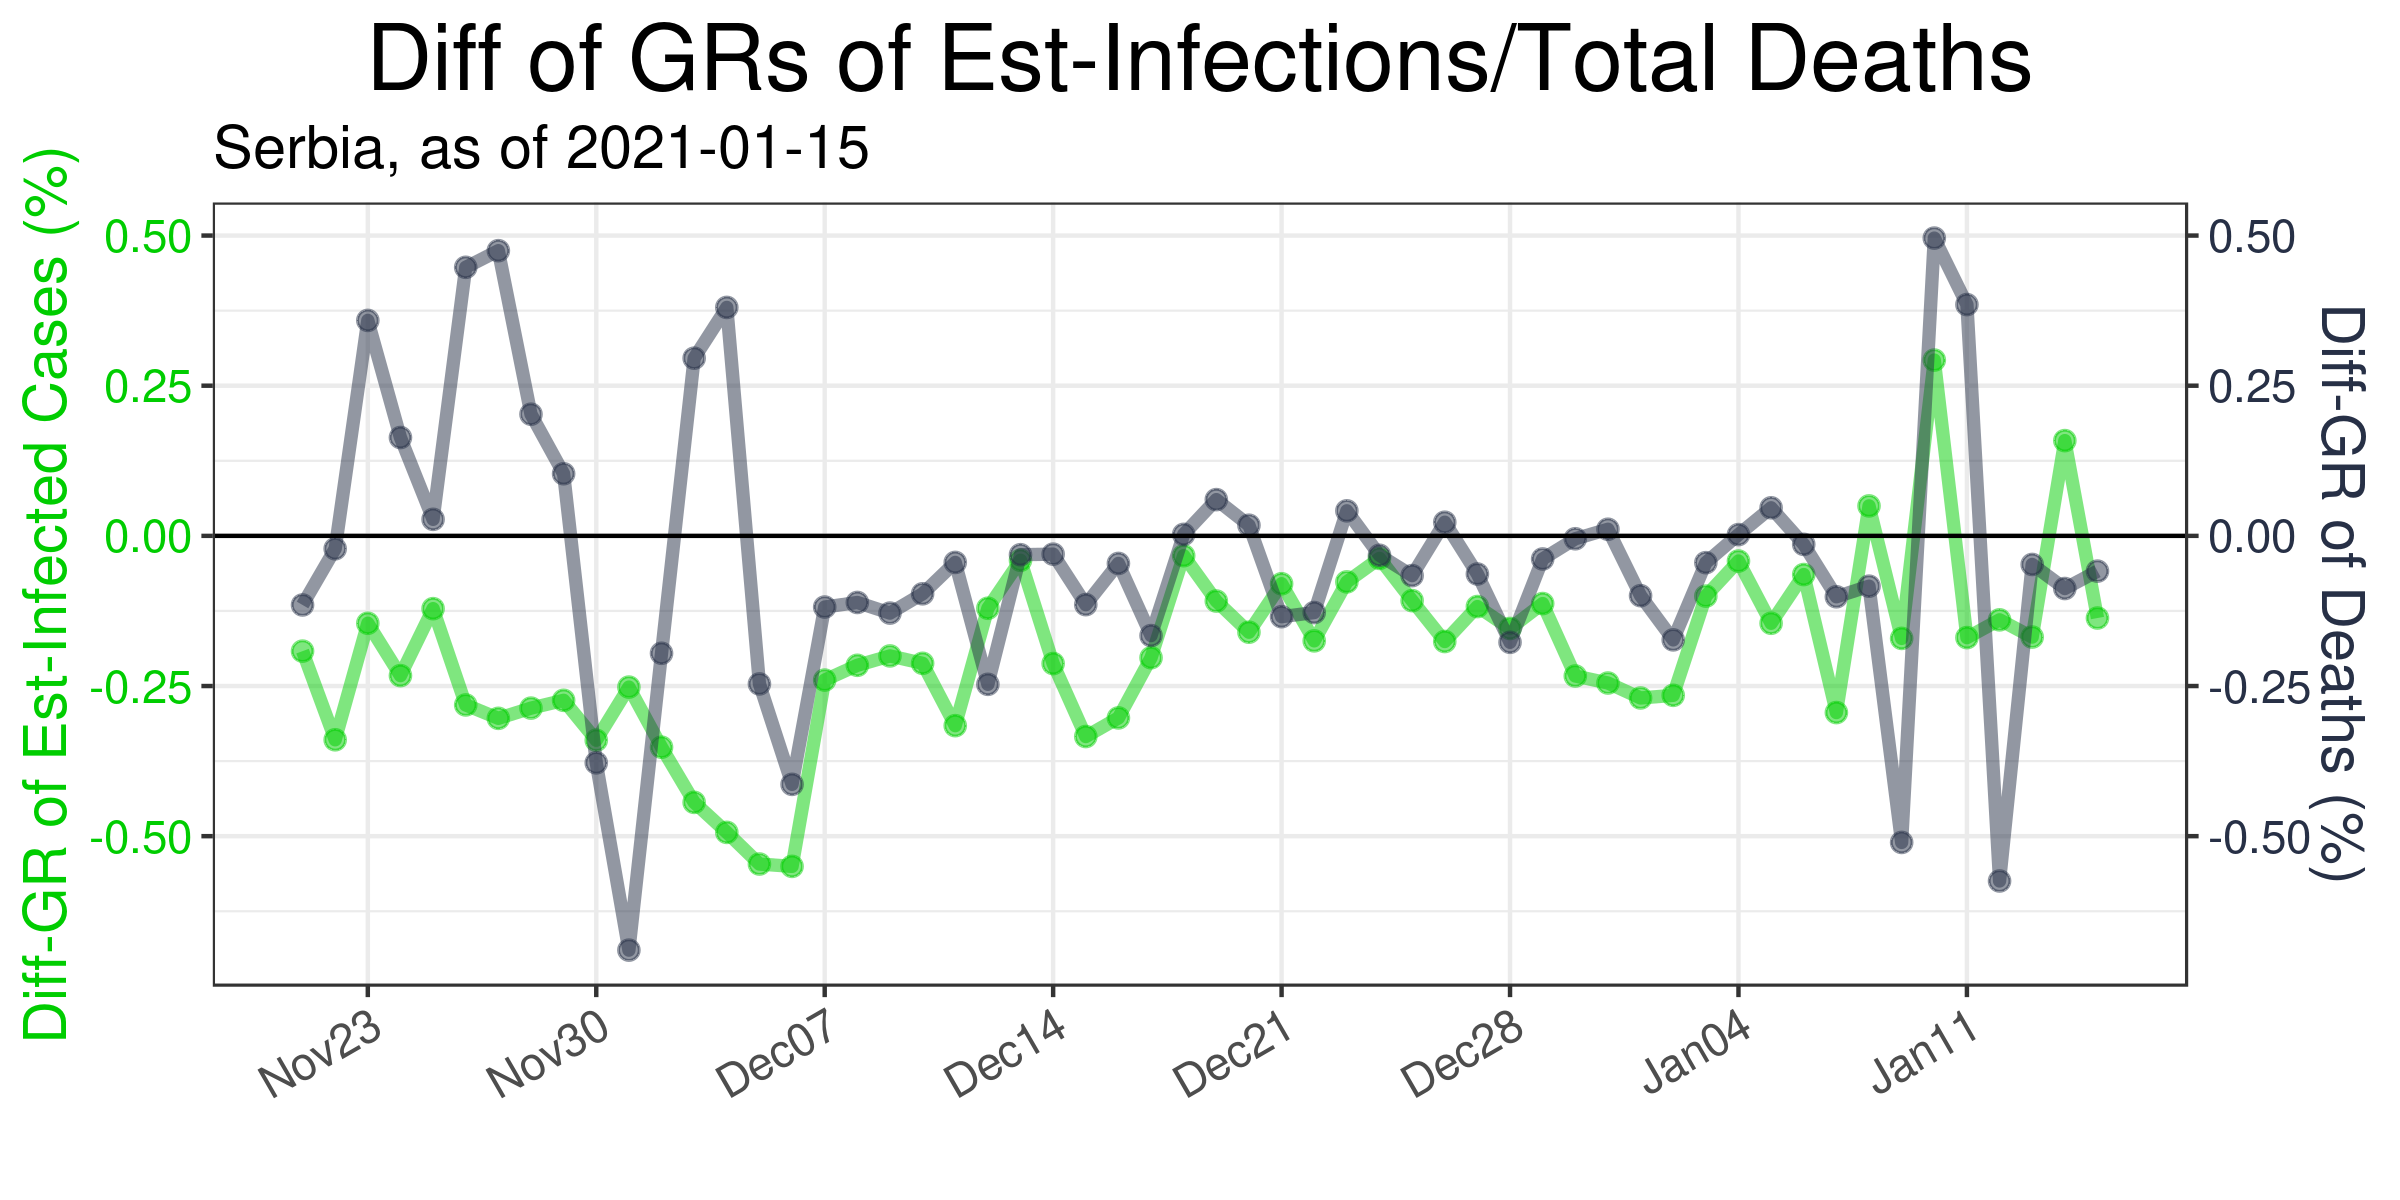 Diff of GRs of Est-Infections/Total Deaths
Serbia, as of 2021-01-15
Diff-GR of Est-Infected Cases (%)
0.50
0.25
0.00
-0.25
-0.50
0.50
0.25
0.00
-0.25
-0.50
Diff-GR of Deaths (%)
Nov23
Nov30
Dec07
Dec14
Dec21
Dec28
Jan04
Jan11